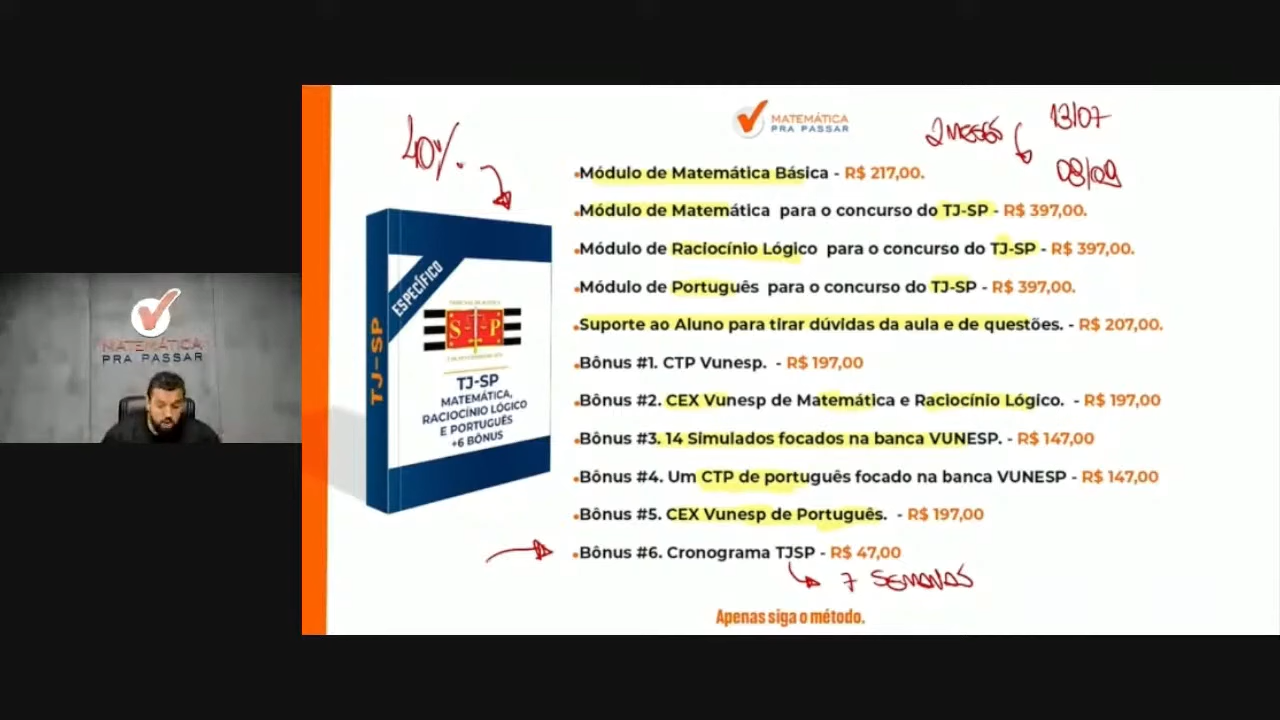 MATEMÁTICA
PRA PASSAR
40%.
MATEMÁTICA
PRA PASSAR
2 MESES
13/07
08/09
•Módulo de Matemática Básica - R$ 217,00.
•Módulo de Matemática para o concurso do TJ-SP - R$ 397,00.
•Módulo de Raciocínio Lógico para o concurso do TJ-SP - R$ 397,00.
•Módulo de Português para o concurso do TJ-SP - R$ 397,00.
•Suporte ao Aluno para tirar dúvidas da aula e de questões. - R$ 207,00.
•Bônus #1. CTP Vunesp. - R$ 197,00
•Bônus #2. CEX Vunesp de Matemática e Raciocínio Lógico. - R$ 197,00
•Bônus #3. 14 Simulados focados na banca VUNESP. - R$ 147,00
•Bônus #4. Um CTP de português focado na banca VUNESP - R$ 147,00
•Bônus #5. CEX Vunesp de Português. - R$ 197,00
•Bônus #6. Cronograma TJSP - R$ 47,00
7 SEMANAS
Apenas siga o método.
TJ-SP
ESPECÍFICO
S P
TJ-SP
MATEMÁTICA,
RACIOCÍNIO LÓGICO
E PORTUGUÊS
+6 BÔNUS